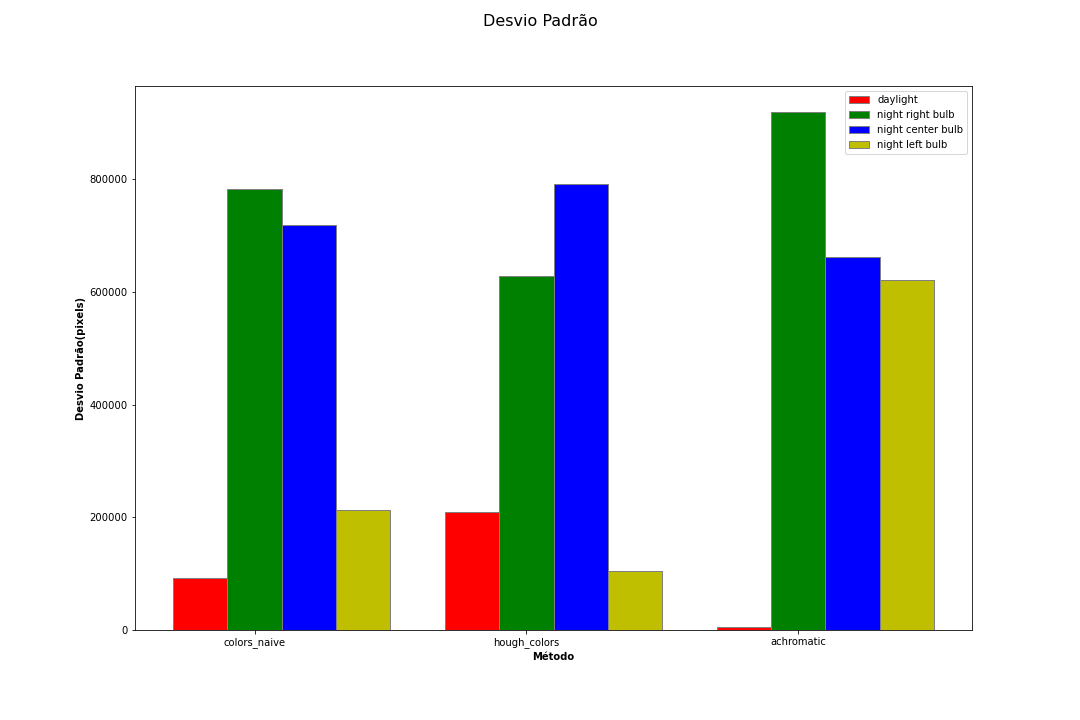 Desvio Padrão
daylight
night right bulb
night center bulb
night left bulb
Desvio Padrão(pixels)
800000
600000
400000
200000
0
colors_naive
hough_colors
achromatic
Método